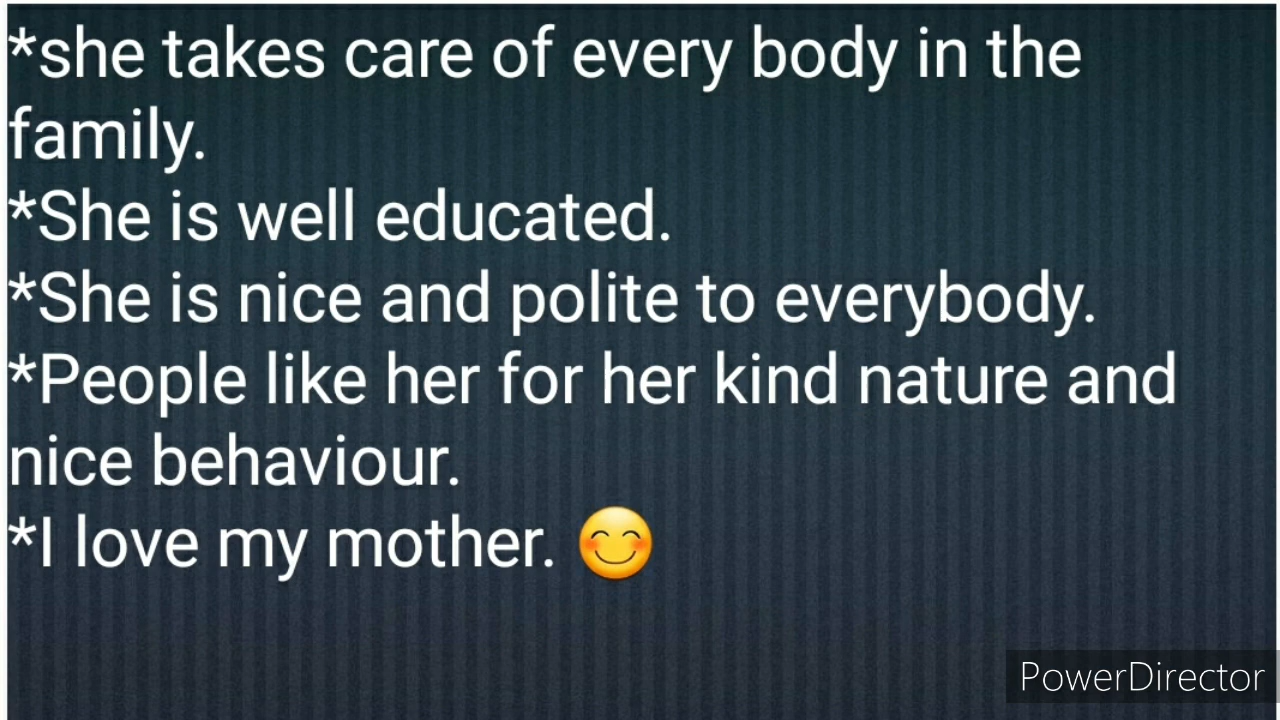 *she takes care of every body in the
family.
*She is well educated.
*She is nice and polite to everybody.
*People like her for her kind nature and
nice behaviour.
*I love my mother. 😊
PowerDirector